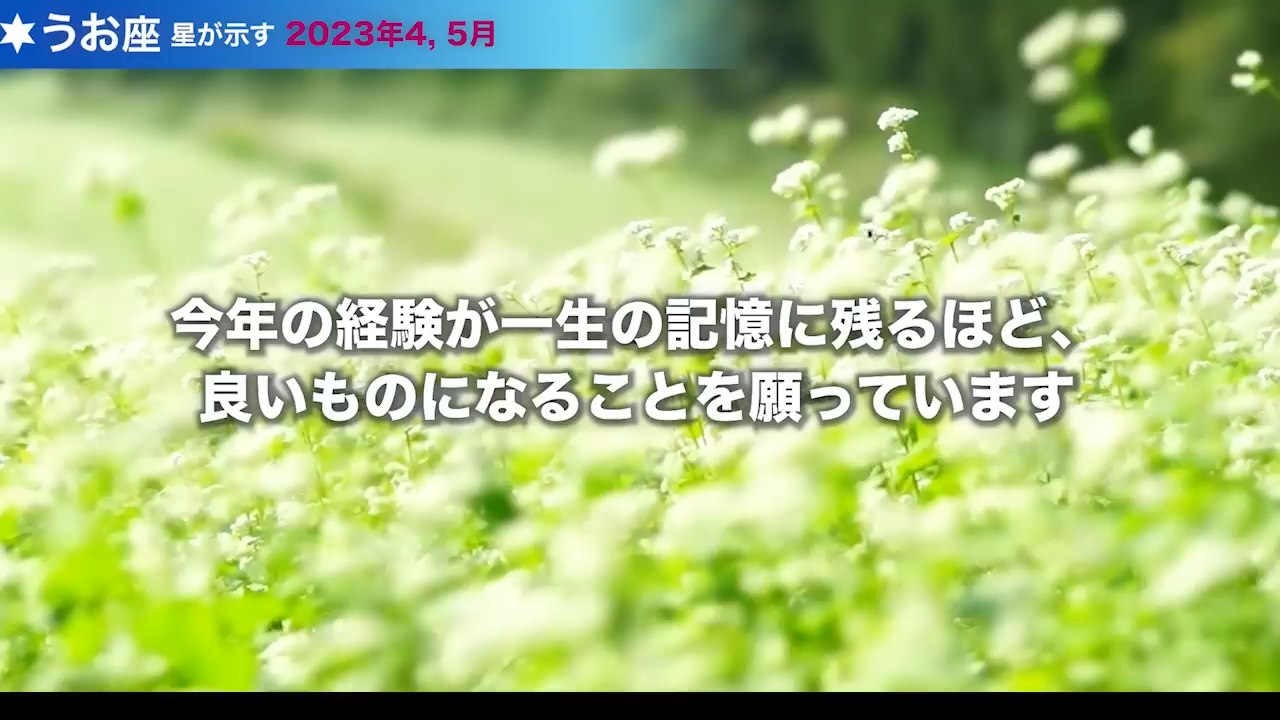 うお座 星が示す 2023年4, 5月
今年の経験が一生の記憶に残るほど、
良いものになることを願っています